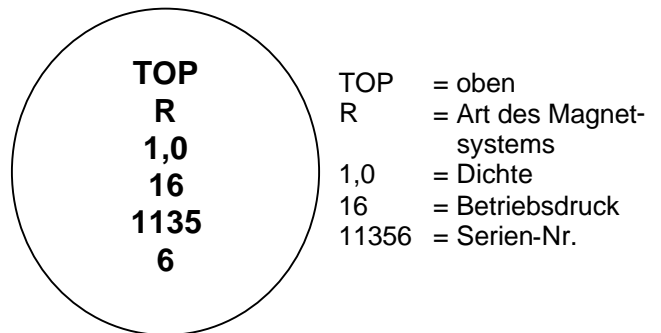 TOP
R
1,0
16
1135
6
TOP = oben
R = Art des Magnet-
systems
1,0 = Dichte
16 = Betriebsdruck
11356 = Serien-Nr.